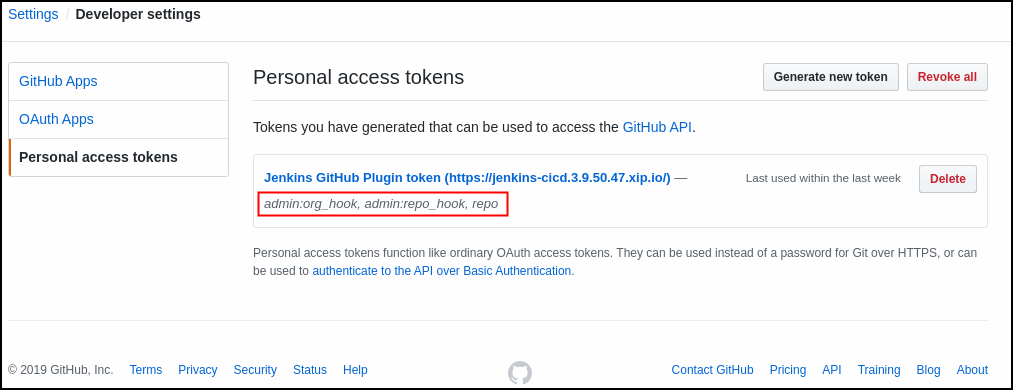 Settings / Developer settings
GitHub Apps
OAuth Apps
Personal access tokens
Personal access tokens
Generate new token
Revoke all
Tokens you have generated that can be used to access the GitHub API.
Jenkins GitHub Plugin token (https://jenkins-cicd.3.9.50.47.xip.io/) —
admin:org_hook, admin:repo_hook, repo
Last used within the last week
Delete
Personal access tokens function like ordinary OAuth access tokens. They can be used instead of a password for Git over HTTPS, or can
be used to authenticate to the API over Basic Authentication.
© 2019 GitHub, Inc. Terms Privacy Security Status Help
Contact GitHub Pricing API Training Blog About